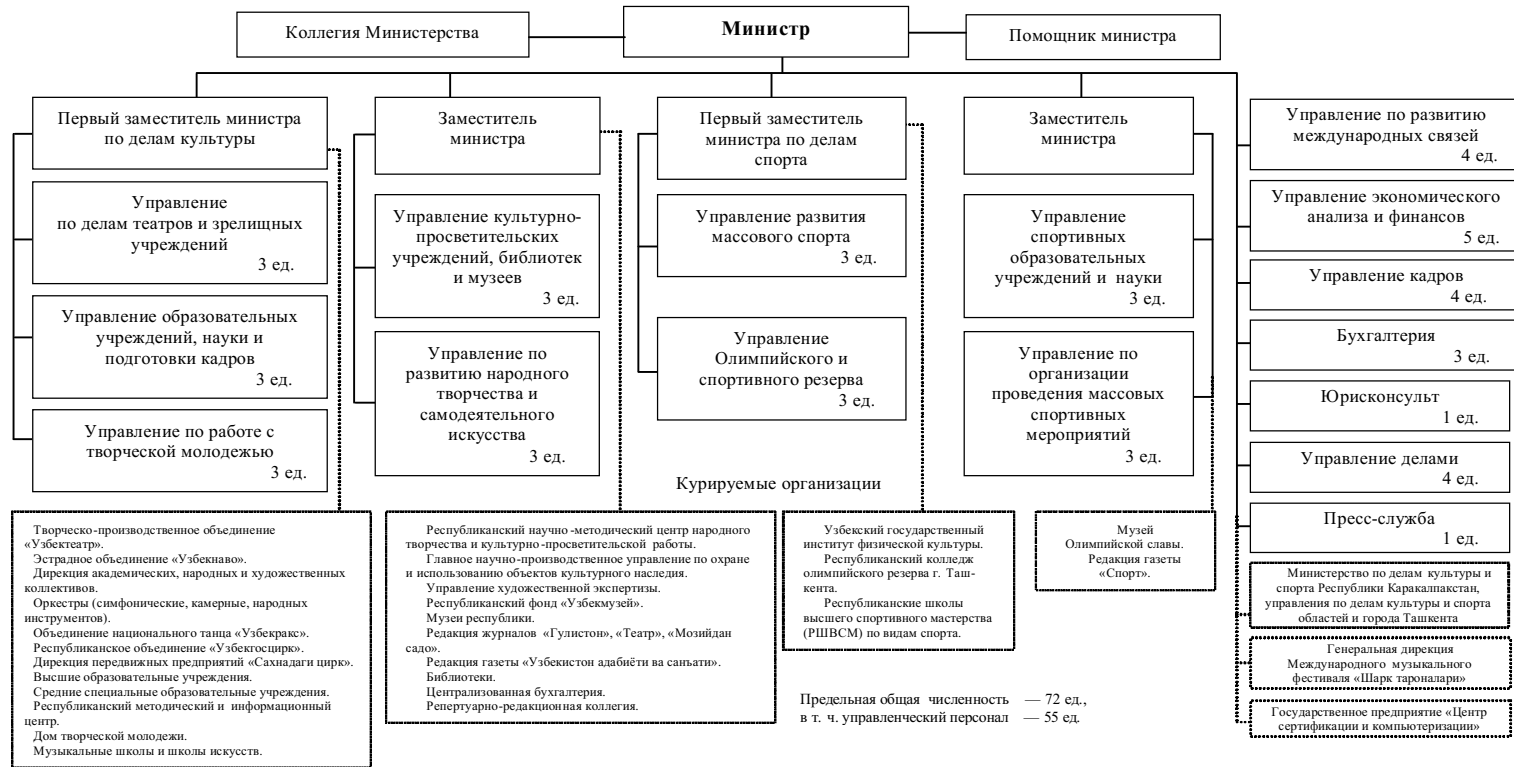 Коллегия Министерства
Министр
Помощник министра
Первый заместитель министра
по делам культуры
Управление
по делам театров и зрелищных
учреждений
3 ед.
Управление образовательных
учреждений, науки и
подготовки кадров
3 ед.
Управление по работе с
творческой молодежью
3 ед.
Заместитель
министра
Управление культурно-
просветительских
учреждений, библиотек
и музеев
3 ед.
Управление по
развитию народного
творчества и
самодеятельного
искусства
3 ед.
Первый заместитель
министра по делам
спорта
Управление развития
массового спорта
3 ед.
Управление
Олимпийского и
спортивного резерва
3 ед.
Заместитель
министра
Управление
спортивных
образовательных
учреждений и науки
3 ед.
Управление по
организации
проведения массовых
спортивных
мероприятий
3 ед.
Управление по развитию
международных связей
4 ед.
Управление экономического
анализа и финансов
5 ед.
Управление кадров
4 ед.
Бухгалтерия
3 ед.
Юрисконсульт
1 ед.
Управление делами
4 ед.
Пресс-служба
1 ед.
Министерство по делам культуры и
спорта Республики Каракалпакстан,
управления по делам культуры и спорта
областей и города Ташкента
Генеральная дирекция
Международного музыкального
фестиваля «Шарк тароналари»
Государственное предприятие «Центр
сертификации и компьютеризации»
Курируемые организации
Творческо-производственное объединение
«Узбектеатр».
Эстрадное объединение «Узбекнаво».
Дирекция академических, народных и художественных
коллективов.
Оркестры (симфонические, камерные, народных
инструментов).
Объединение национального танца «Узбекракс».
Республиканское объединение «Узбекгосцирк».
Дирекция передвижных предприятий «Сахнадаги цирк».
Высшие образовательные учреждения.
Средние специальные образовательные учреждения.
Республиканский методический и информационный
центр.
Дом творческой молодежи.
Музыкальные школы и школы искусств.
Республиканский научно-методический центр народного
творчества и культурно-просветительской работы.
Главное научно-производственное управление по охране
и использованию объектов культурного наследия.
Управление художественной экспертизы.
Республиканский фонд «Узбекмузей».
Музеи республики.
Редакция журналов «Гулистон», «Театр», «Мозийдан
садо».
Редакция газеты «Узбекистон адабиёти ва санъати».
Библиотеки.
Централизованная бухгалтерия.
Репертуарно-редакционная коллегия.
Узбекский государственный
институт физической культуры.
Республиканский колледж
олимпийского резерва г. Таш-
кента.
Республиканские школы
высшего спортивного мастерства
(РШВСМ) по видам спорта.
Музей
Олимпийской славы.
Редакция газеты
«Спорт».
Предельная общая численность — 72 ед.,
в т. ч. управленческий персонал — 55 ед.